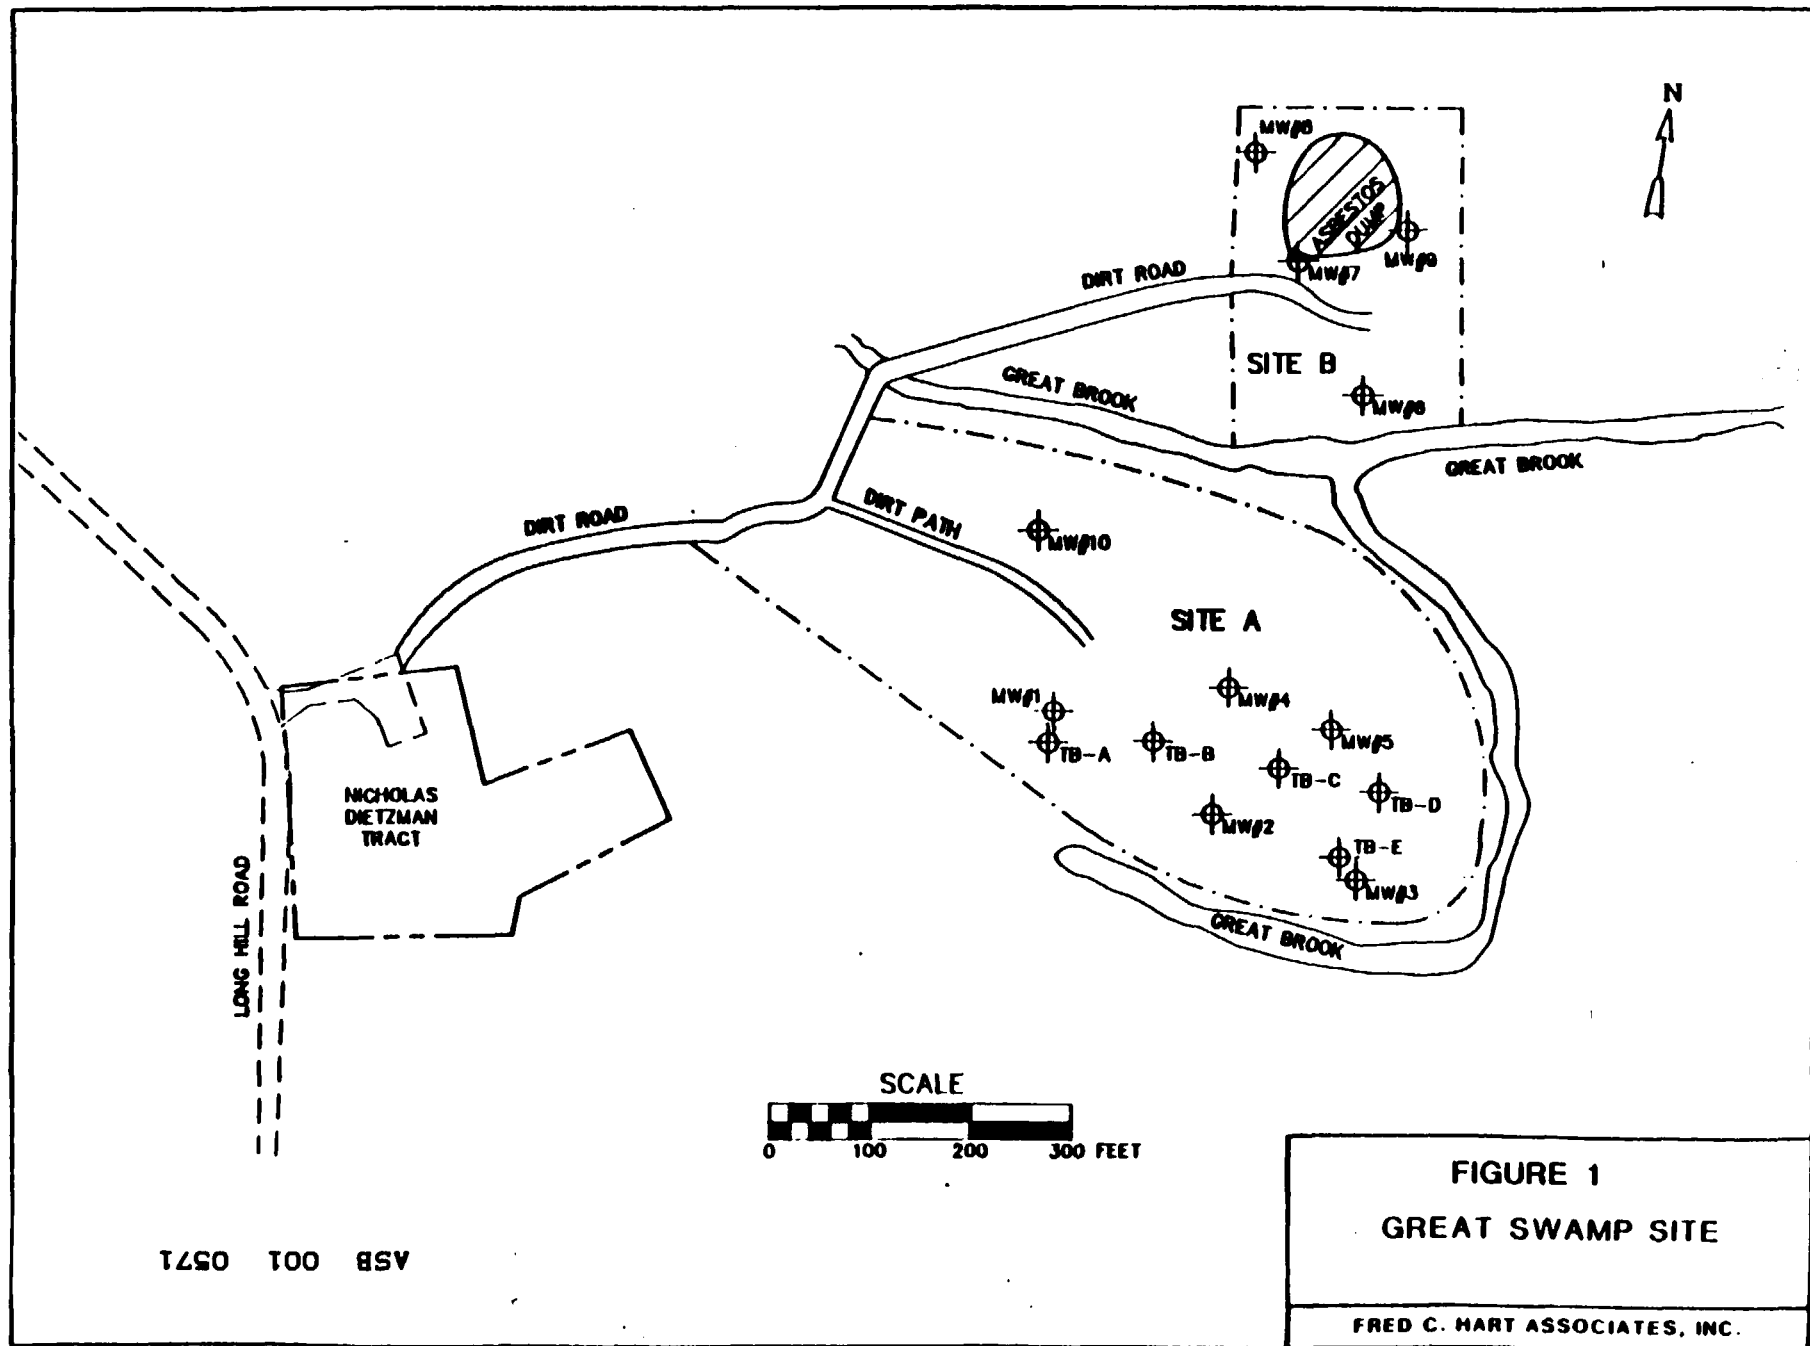 N
MW#6
ASBESTOS
DUMP
MW#9
MW#7
DIRT ROAD
SITE B
GREAT BROOK
MW#8
GREAT BROOK
DIRT PATH
DIRT ROAD
MW#10
SITE A
MW#1
MW#4
MW#5
TB-A
TB-B
TB-C
TB-D
MW#2
TB-E
MW#3
GREAT BROOK
NICHOLAS
DIETZMAN
TRACT
LONG HILL ROAD
SCALE
0 100 200 300 FEET
FIGURE 1
GREAT SWAMP SITE
FRED C. HART ASSOCIATES, INC.
ASB 001 0571